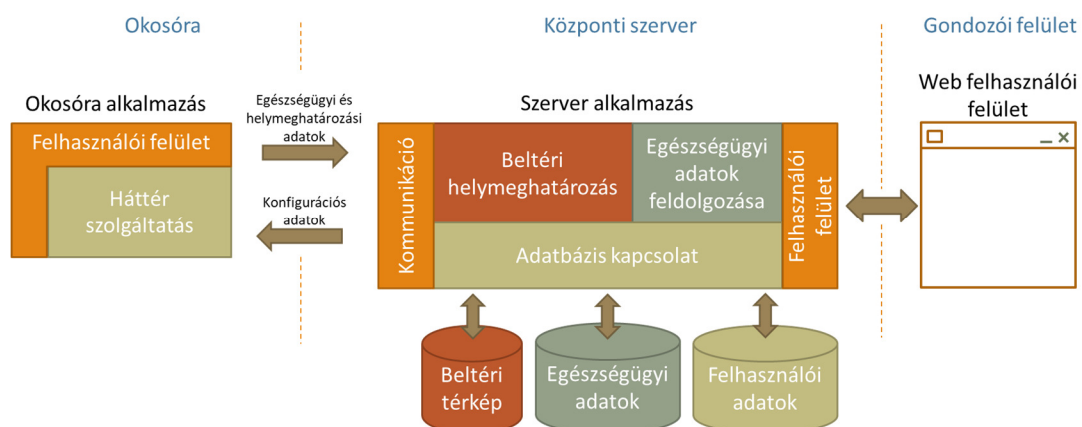 Okosóra
Központi szerver
Gondozói felület
Okosóra alkalmazás
Felhasználói felület
Háttér
szolgáltatás
Egészségügyi és
helymeghatározási
adatok
Konfigurációs
adatok
Szerver alkalmazás
Kommunikáció
Beltéri
helymeghatározás
Egészségügyi
adatok
feldolgozása
Adatbázis kapcsolat
Felhasználói
felület
Beltéri
térkép
Egészségügyi
adatok
Felhasználói
adatok
Web felhasználói
felület